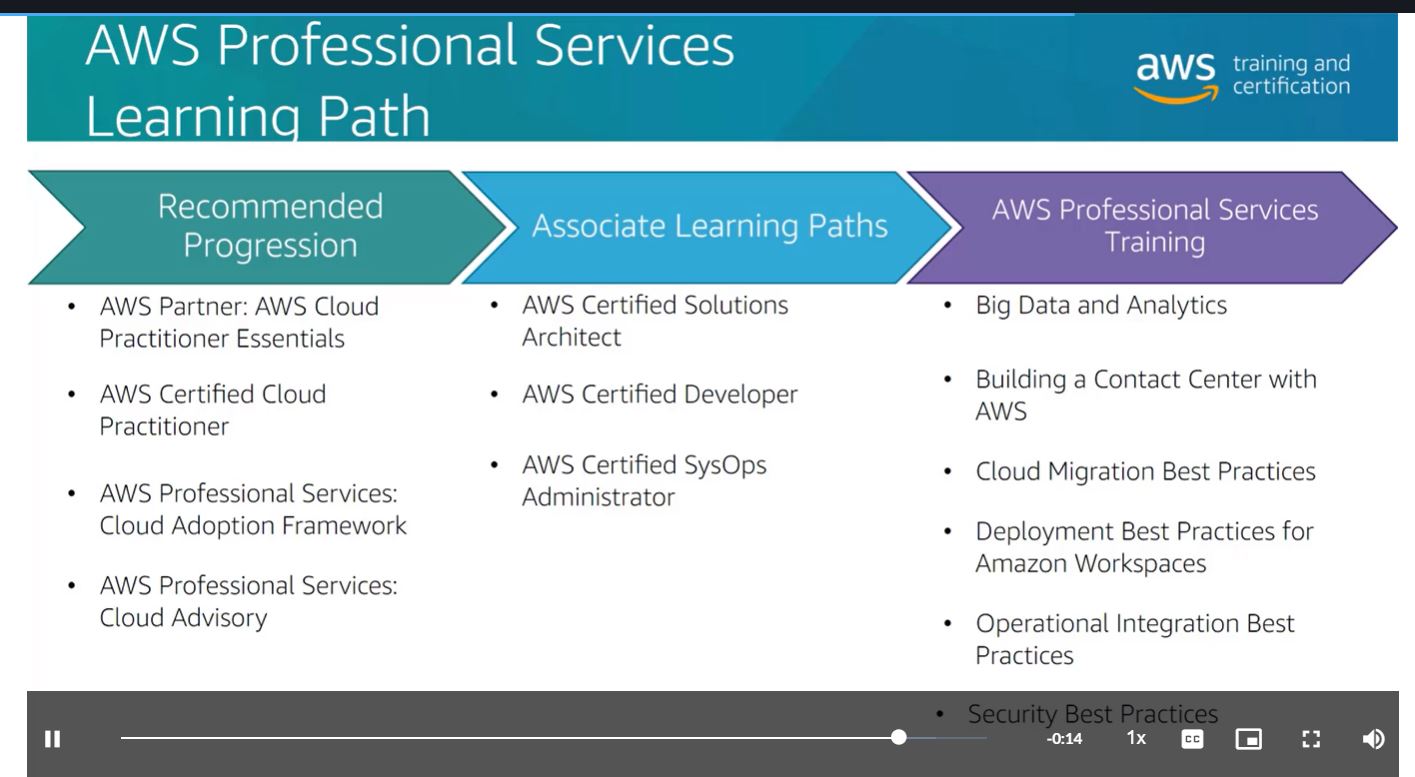 AWS Professional Services
Learning Path
aws training and
certification
Recommended
Progression
• AWS Partner: AWS Cloud
Practitioner Essentials
• AWS Certified Cloud
Practitioner
• AWS Professional Services:
Cloud Adoption Framework
• AWS Professional Services:
Cloud Advisory
Associate Learning Paths
• AWS Certified Solutions
Architect
• AWS Certified Developer
• AWS Certified SysOps
Administrator
AWS Professional Services
Training
• Big Data and Analytics
• Building a Contact Center with
AWS
• Cloud Migration Best Practices
• Deployment Best Practices for
Amazon Workspaces
• Operational Integration Best
Practices
• Security Best Practices
-0:14 1x CC